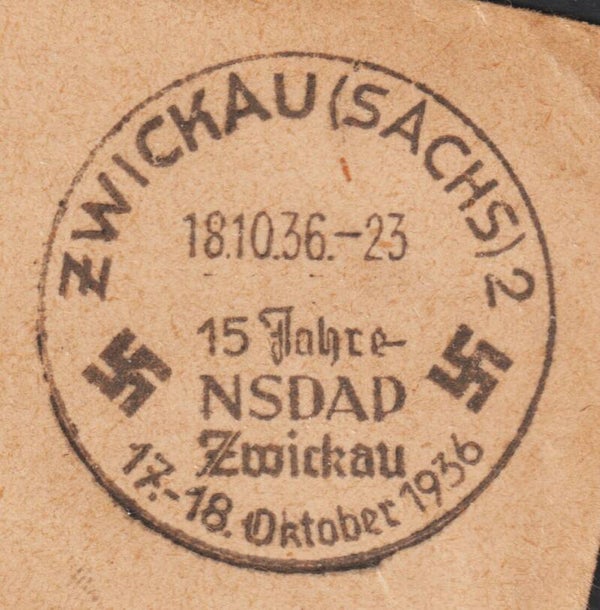 ZWICKAU (SACHS) 2
18.10.36.-23
15 Jahre
NSDAP
Zwickau
17.-18. Oktober 1936